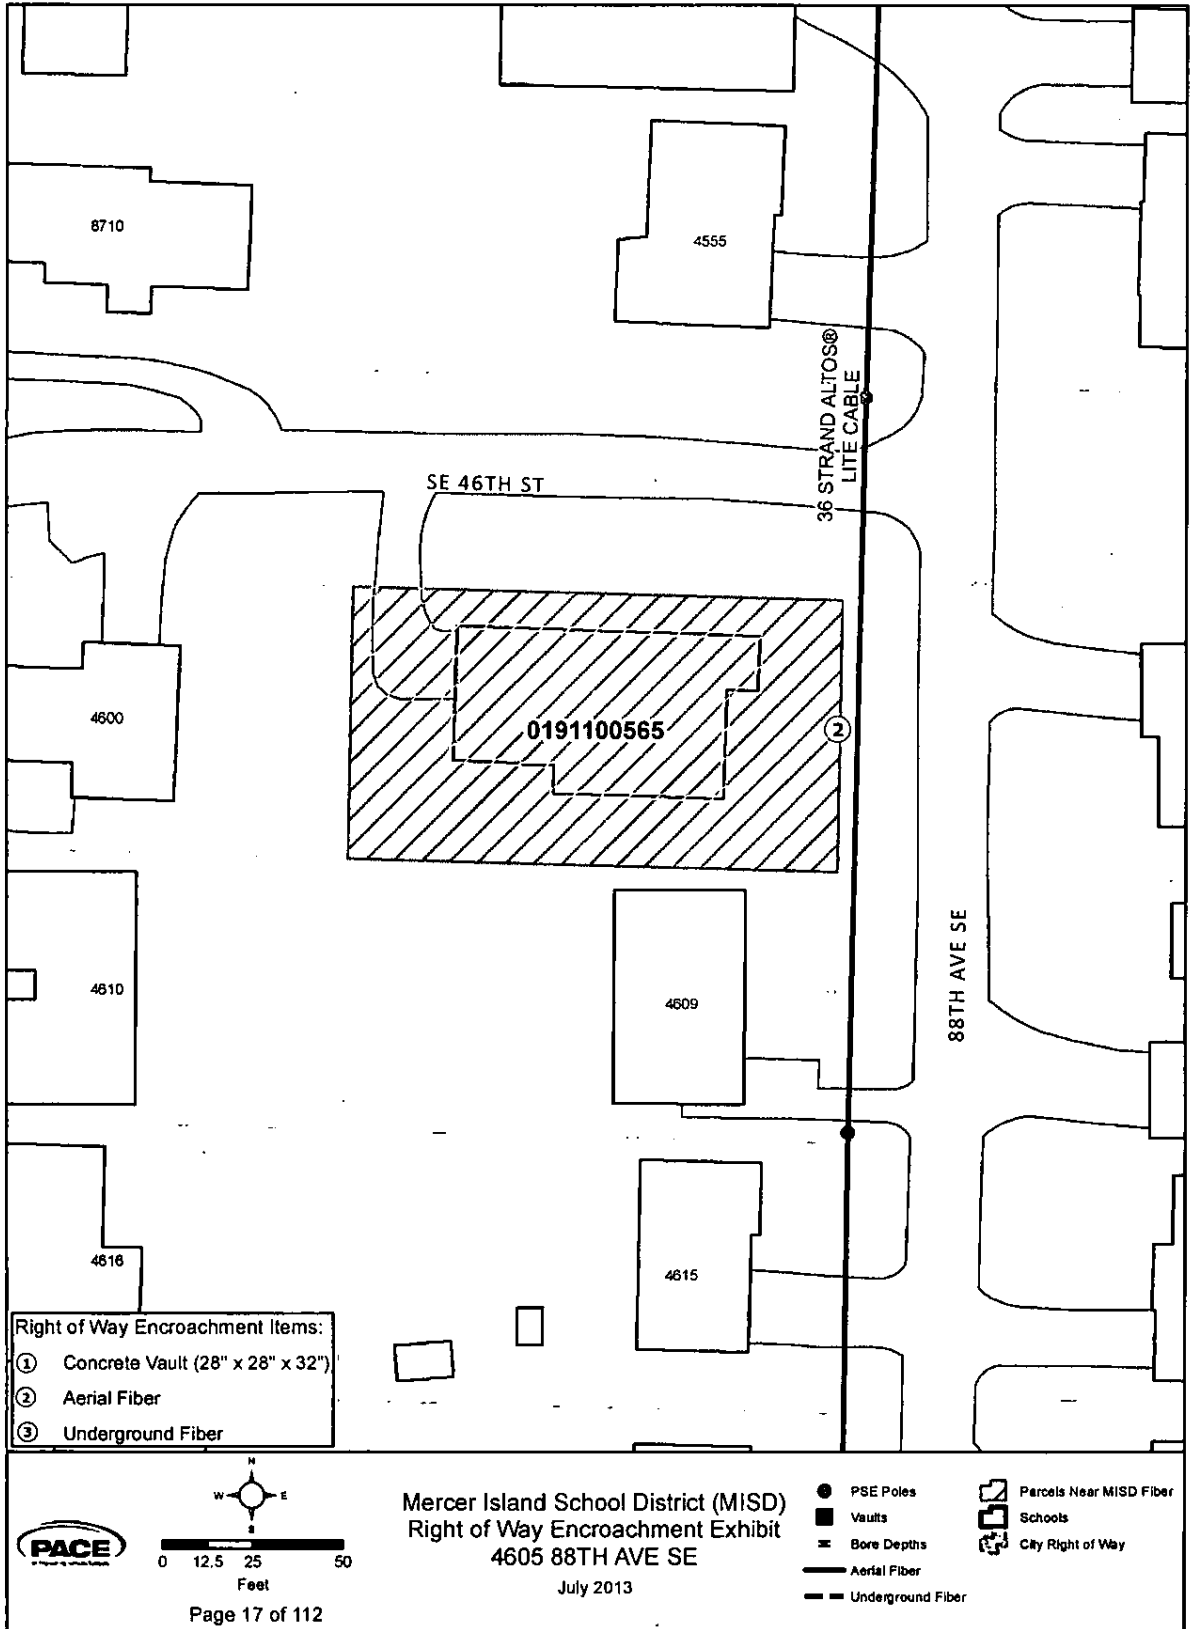 8710
4555
36 STRAND ALTOS®
LITE CABLE
SE 46TH ST
4600
0191100565
2
4610
4609
88TH AVE SE
4616
4615
Right of Way Encroachment Items:
1 Concrete Vault (28" x 28" x 32")
2 Aerial Fiber
3 Underground Fiber
N
W E
S
PACE
0 12.5 25 50
Feet
Page 17 of 112
Mercer Island School District (MISD)
Right of Way Encroachment Exhibit
4605 88TH AVE SE
July 2013
PSE Poles
Vaults
Bore Depths
Aerial Fiber
Underground Fiber
Parcels Near MISD Fiber
Schools
City Right of Way